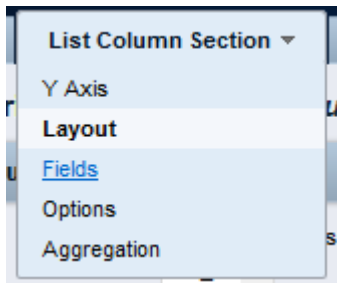 List Column Section
Y Axis
Layout
Fields
Options
Aggregation